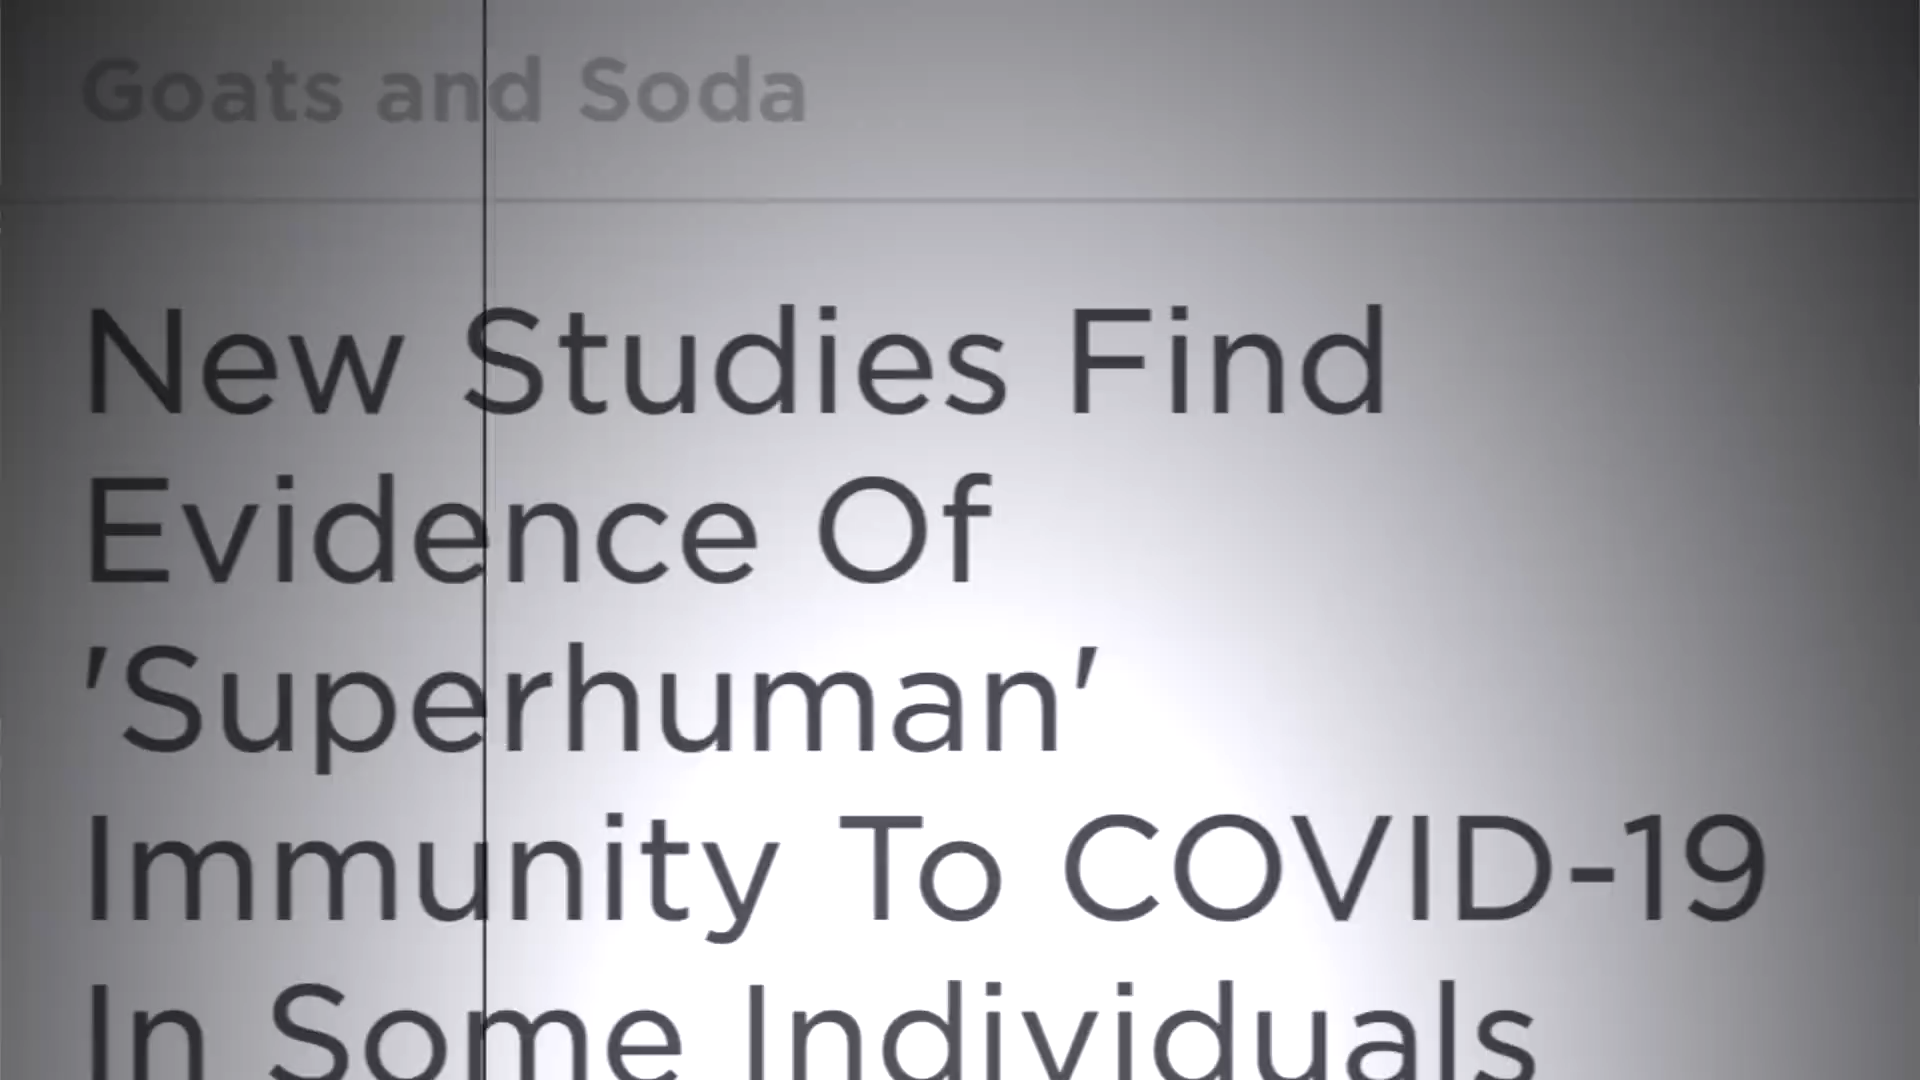 Goats and Soda
New Studies Find
Evidence Of
'Superhuman'
Immunity To COVID-19
In Some Individuals